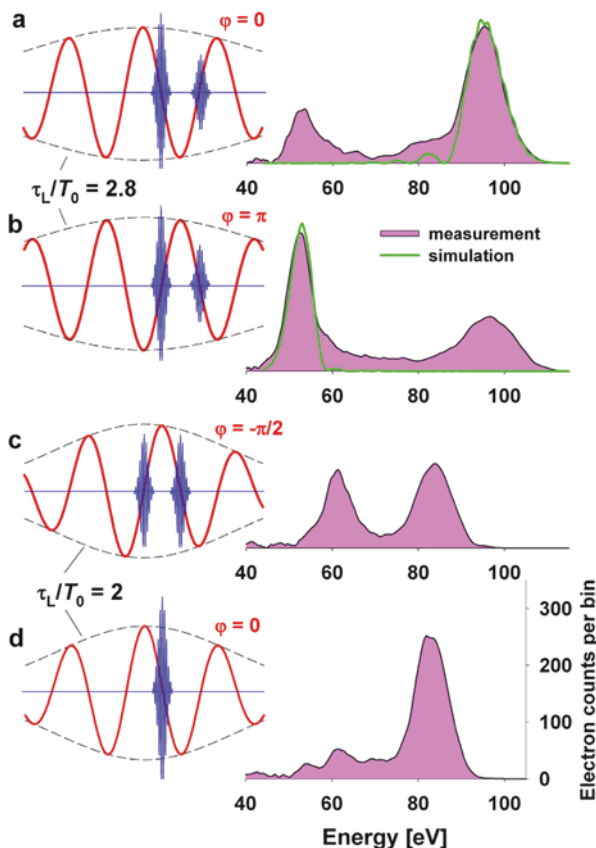 a
φ = 0
τL/T0 = 2.8
40 60 80 100
b
φ = π
measurement
simulation
40 60 80 100
c
φ = -π/2
τL/T0 = 2
40 60 80 100
d
φ = 0
300
200
100
0
Electron counts per bin
40 60 80 100
Energy [eV]